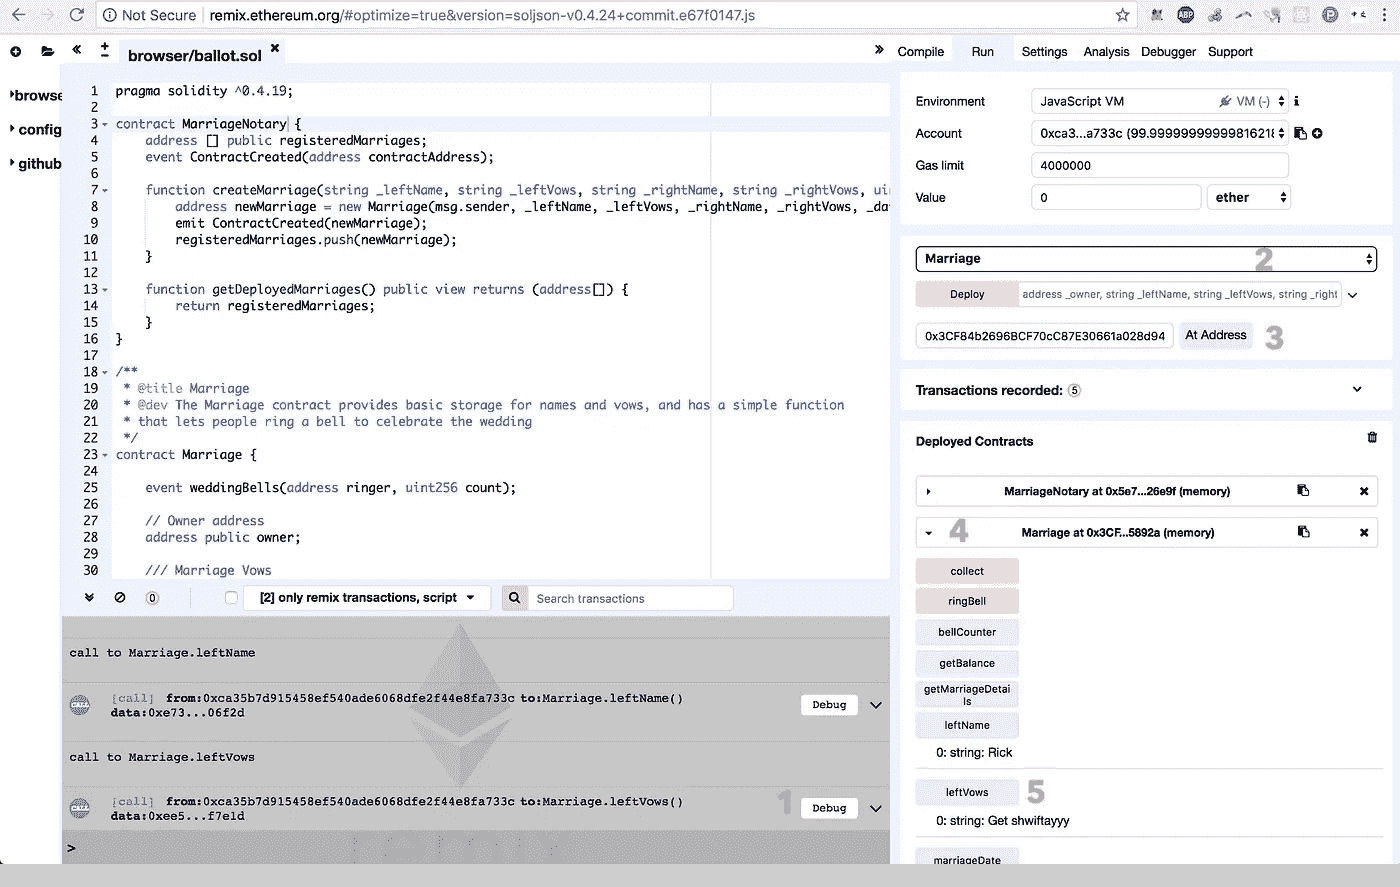 Not Secure remix.ethereum.org/#optimize=true&version=soljson-v0.4.24+commit.e67f0147.js
browser/ballot.sol
browse
config
github
1 pragma solidity ^0.4.19;
2
3 contract MarriageNotary {
4 address [] public registeredMarriages;
5 event ContractCreated(address contractAddress);
6
7 function createMarriage(string _leftName, string _leftVows, string _rightName, string _rightVows, ui
8 address newMarriage = new Marriage(msg.sender, _leftName, _leftVows, _rightName, _rightVows, _da
9 emit ContractCreated(newMarriage);
10 registeredMarriages.push(newMarriage);
11 }
12
13 function getDeployedMarriages() public view returns (address[]) {
14 return registeredMarriages;
15 }
16 }
17
18 /**
19 * @title Marriage
20 * @dev The Marriage contract provides basic storage for names and vows, and has a simple function
21 * that lets people ring a bell to celebrate the wedding
22 */
23 contract Marriage {
24
25 event weddingBells(address ringer, uint256 count);
26
27 // Owner address
28 address public owner;
29
30 /// Marriage Vows
0 [2] only remix transactions, script Search transactions
call to Marriage.leftName
[call] from:0xca35b7d915458ef540ade6068dfe2f44e8fa733c to:Marriage.leftName()
data:0xe73...06f2d
Debug
call to Marriage.leftVows
[call] from:0xca35b7d915458ef540ade6068dfe2f44e8fa733c to:Marriage.leftVows()
data:0xee5...f7e1d
1 Debug
>
Compile Run Settings Analysis Debugger Support
Environment JavaScript VM VM (-) i
Account 0xca3...a733c (99.999999999999816218
Gas limit 4000000
Value 0 ether
Marriage 2
Deploy address _owner, string _leftName, string _leftVows, string _right
0x3CF84b2696BCF70cC87E30661a028d94 At Address 3
Transactions recorded: 5
Deployed Contracts
MarriageNotary at 0x5e7...26e9f (memory)
4 Marriage at 0x3CF...5892a (memory)
collect
ringBell
bellCounter
getBalance
getMarriageDetai
ls
leftName
0: string: Rick
leftVows 5
0: string: Get shwiftayyy
marriageDate